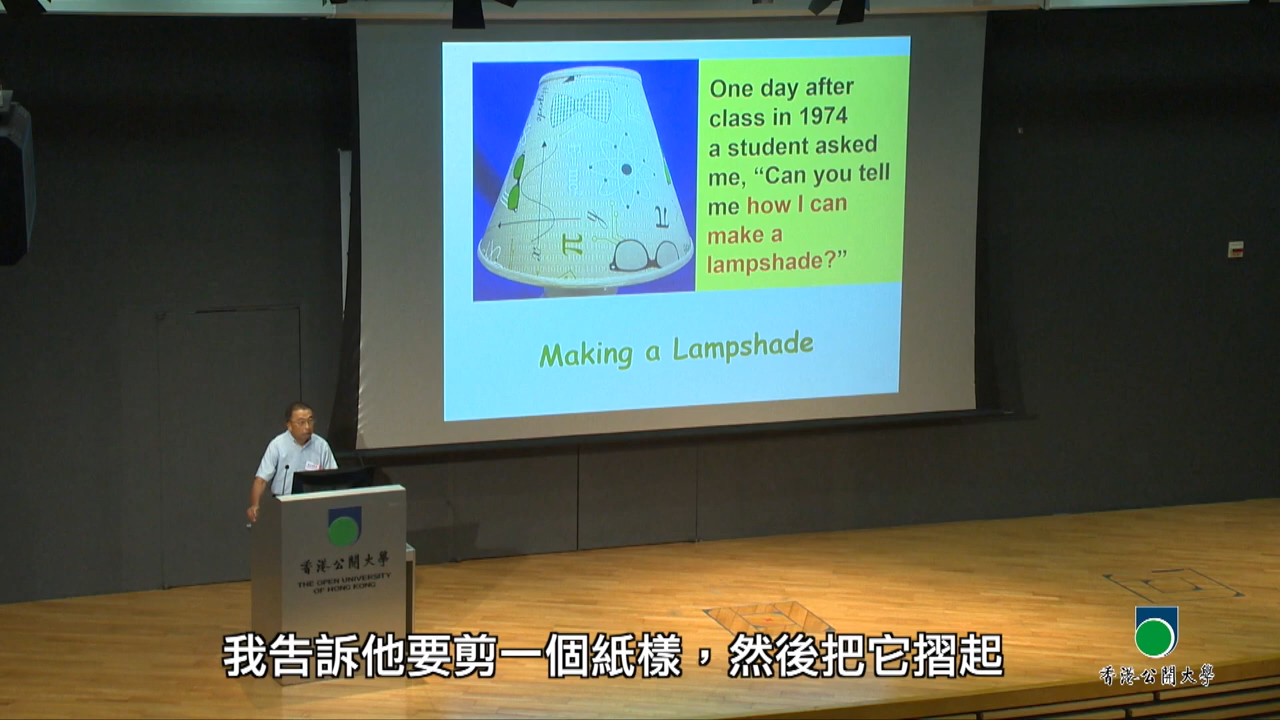 One day after
class in 1974
a student asked
me, “Can you tell
me how I can
make a
lampshade?”
π
Making a Lampshade
香港公開大學
THE OPEN UNIVERSITY
OF HONG KONG
我告訴他要剪一個紙樣，然後把它摺起
香港公開大學